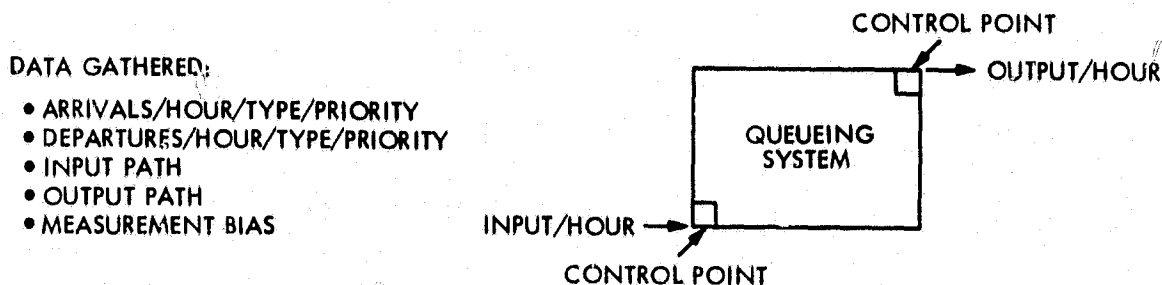 DATA GATHERED:
• ARRIVALS/HOUR/TYPE/PRIORITY
• DEPARTURES/HOUR/TYPE/PRIORITY
• INPUT PATH
• OUTPUT PATH
• MEASUREMENT BIAS
CONTROL POINT
OUTPUT/HOUR
QUEUEING
SYSTEM
INPUT/HOUR
CONTROL POINT